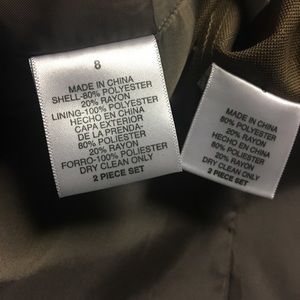 8
MADE IN CHINA
SHELL-80% POLYESTER
20% RAYON
LINING-100% POLYESTER
HECHO EN CHINA
CAPA EXTERIOR
DE LA PRENDA-
80% POLIESTER
20% RAYON
FORRO-100% POLIESTER
DRY CLEAN ONLY
2 PIECE SET
MADE IN CHINA
80% POLYESTER
20% RAYON
HECHO EN CHINA
80% POLIESTER
20% RAYON
DRY CLEAN ONLY
2 PIECE SET